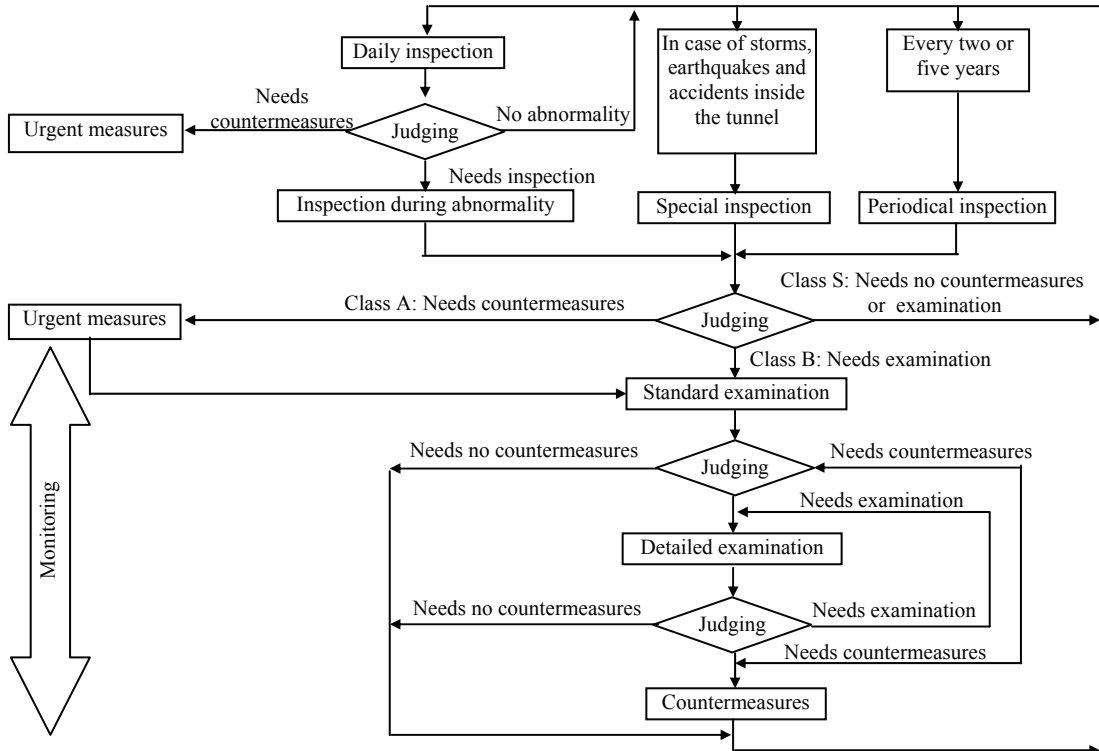 Daily inspection
In case of storms,
earthquakes and
accidents inside
the tunnel
Every two or
five years
Needs
countermeasures
No abnormality
Urgent measures
Judging
Needs inspection
Inspection during abnormality
Special inspection
Periodical inspection
Class S: Needs no countermeasures
or examination
Class A: Needs countermeasures
Urgent measures
Judging
Class B: Needs examination
Standard examination
Needs no countermeasures
Needs countermeasures
Judging
Needs examination
Monitoring
Detailed examination
Needs no countermeasures
Needs examination
Judging
Needs countermeasures
Countermeasures